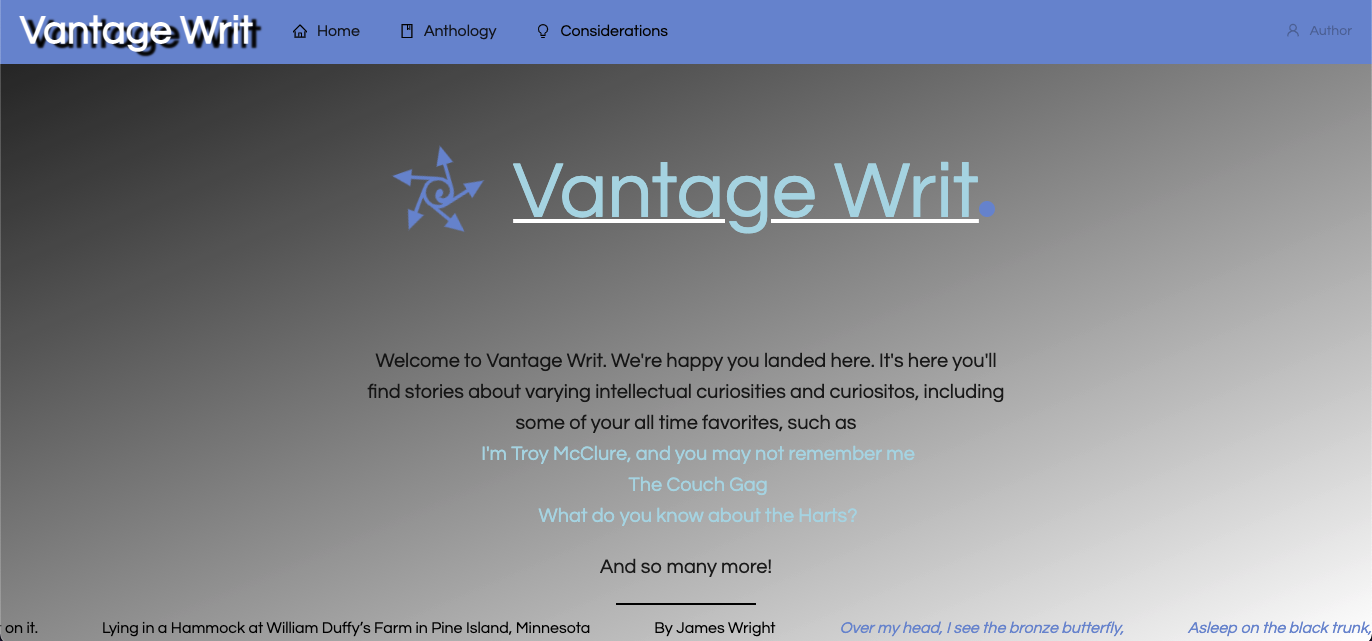 Vantage Writ Home Anthology Considerations Author
Vantage Writ.
Welcome to Vantage Writ. We're happy you landed here. It's here you'll
find stories about varying intellectual curiosities and curiositos, including
some of your all time favorites, such as
I'm Troy McClure, and you may not remember me
The Couch Gag
What do you know about the Harts?
And so many more!
on it. Lying in a Hammock at William Duffy’s Farm in Pine Island, Minnesota By James Wright Over my head, I see the bronze butterfly, Asleep on the black trunk,